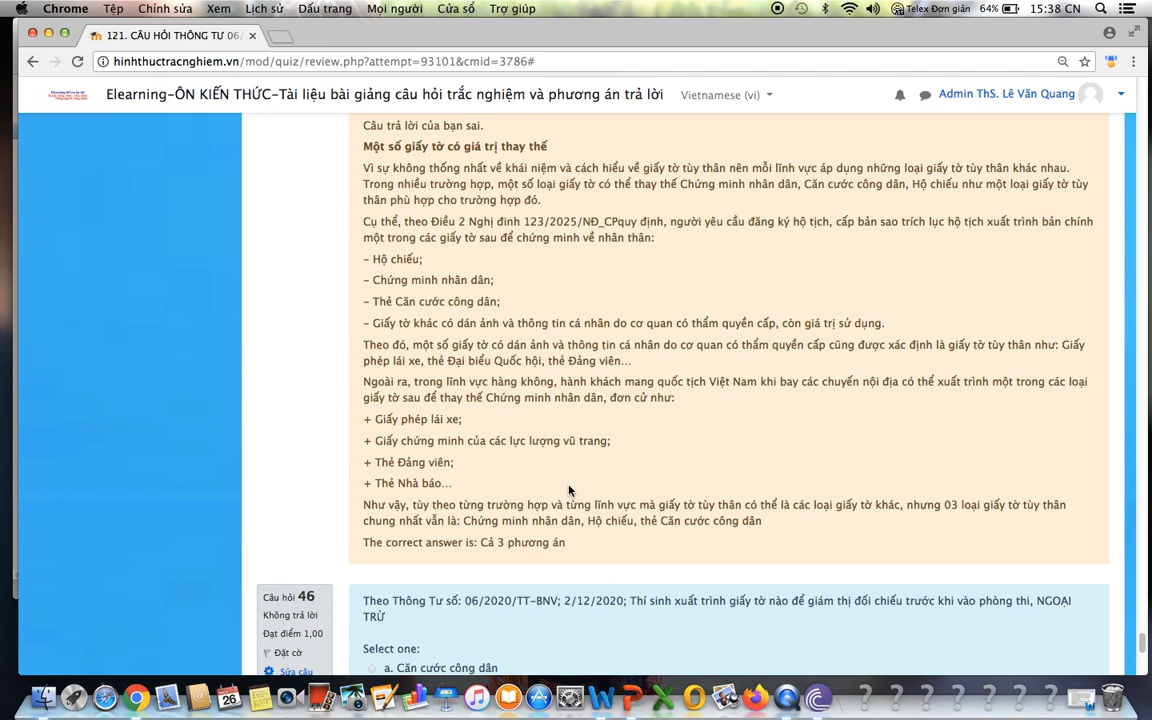 Chrome Tệp Chỉnh sửa Xem Lịch sử Dấu trang Mọi người Cửa sổ Trợ giúp Telex Đơn giản 64% 15:38 CN
121. CÂU HỎI THÔNG TƯ 06/
hinhthuctracnghiem.vn/mod/quiz/review.php?attempt=93101&cmid=3786#
Elearning-ÔN KIẾN THỨC-Tài liệu bài giảng câu hỏi trắc nghiệm và phương án trả lời Vietnamese (vi) Admin ThS. Lê Văn Quang
Câu trả lời của bạn sai.
Một số giấy tờ có giá trị thay thế
Vì sự không thống nhất về khái niệm và cách hiểu về giấy tờ tùy thân nên mỗi lĩnh vực áp dụng những loại giấy tờ tùy thân khác nhau.
Trong nhiều trường hợp, một số loại giấy tờ có thể thay thế Chứng minh nhân dân, Căn cước công dân, Hộ chiếu như một loại giấy tờ tùy
thân phù hợp cho trường hợp đó.
Cụ thể, theo Điều 2 Nghị đinh 123/2025/NĐ_CPquy định, người yêu cầu đăng ký hộ tịch, cấp bản sao trích lục hộ tịch xuất trình bản chính
một trong các giấy tờ sau để chứng minh về nhân thân:
– Hộ chiếu;
– Chứng minh nhân dân;
– Thẻ Căn cước công dân;
– Giấy tờ khác có dán ảnh và thông tin cá nhân do cơ quan có thẩm quyền cấp, còn giá trị sử dụng.
Theo đó, một số giấy tờ có dán ảnh và thông tin cá nhân do cơ quan có thẩm quyền cấp cũng được xác định là giấy tờ tùy thân như: Giấy
phép lái xe, thẻ Đại biểu Quốc hội, thẻ Đảng viên...
Ngoài ra, trong lĩnh vực hàng không, hành khách mang quốc tịch Việt Nam khi bay các chuyến nội địa có thể xuất trình một trong các loại
giấy tờ sau để thay thế Chứng minh nhân dân, đơn cử như:
+ Giấy phép lái xe;
+ Giấy chứng minh của các lực lượng vũ trang;
+ Thẻ Đảng viên;
+ Thẻ Nhà báo...
Như vậy, tùy theo từng trường hợp và từng lĩnh vực mà giấy tờ tùy thân có thể là các loại giấy tờ khác, nhưng 03 loại giấy tờ tùy thân
chung nhất vẫn là: Chứng minh nhân dân, Hộ chiếu, thẻ Căn cước công dân
The correct answer is: Cả 3 phương án
Câu hỏi 46
Không trả lời
Đạt điểm 1,00
Đặt cờ
Sửa câu
Theo Thông Tư số: 06/2020/TT-BNV; 2/12/2020; Thí sinh xuất trình giấy tờ nào để giám thị đối chiếu trước khi vào phòng thi, NGOẠI
TRỪ
Select one:
a. Căn cước công dân